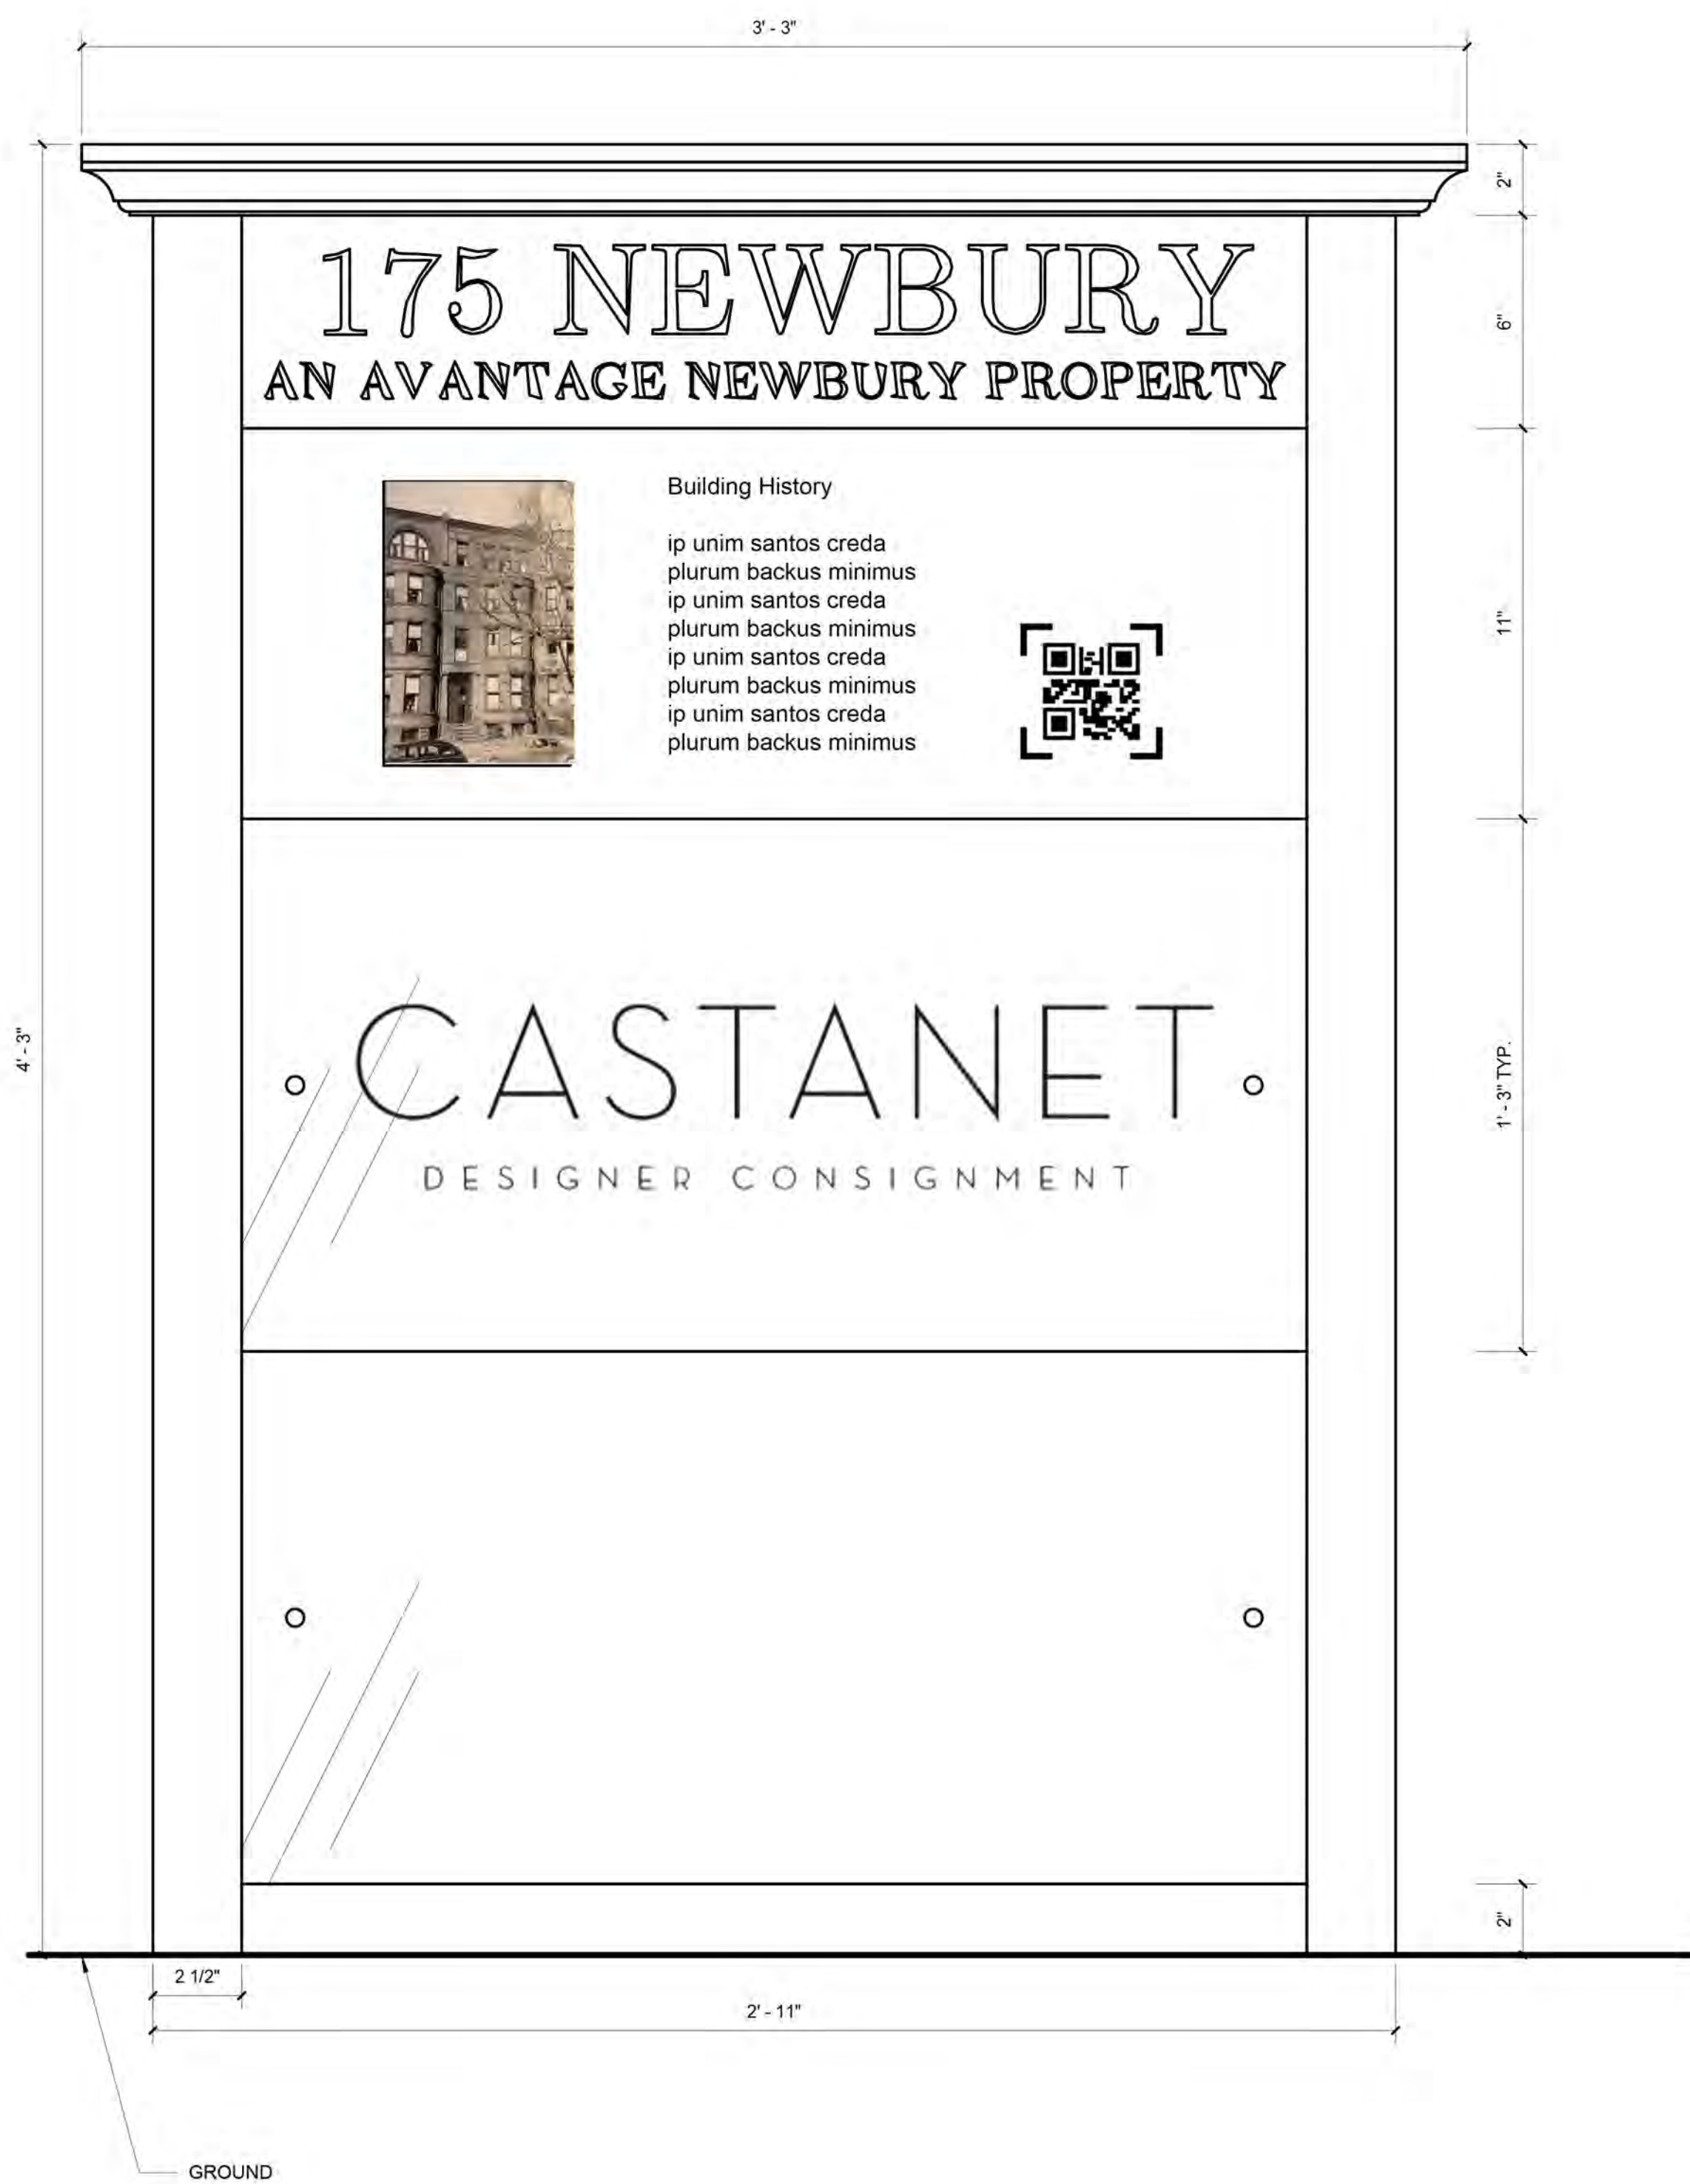 3' - 3"
2"
175 NEWBURY
6"
AN AVANTAGE NEWBURY PROPERTY
Building History
ip unim santos creda
plurum backus minimus
ip unim santos creda
plurum backus minimus
ip unim santos creda
plurum backus minimus
ip unim santos creda
plurum backus minimus
11"
4' - 3"
CASTANET
DESIGNER CONSIGNMENT
1' - 3" TYP.
2"
2 1/2"
2' - 11"
GROUND